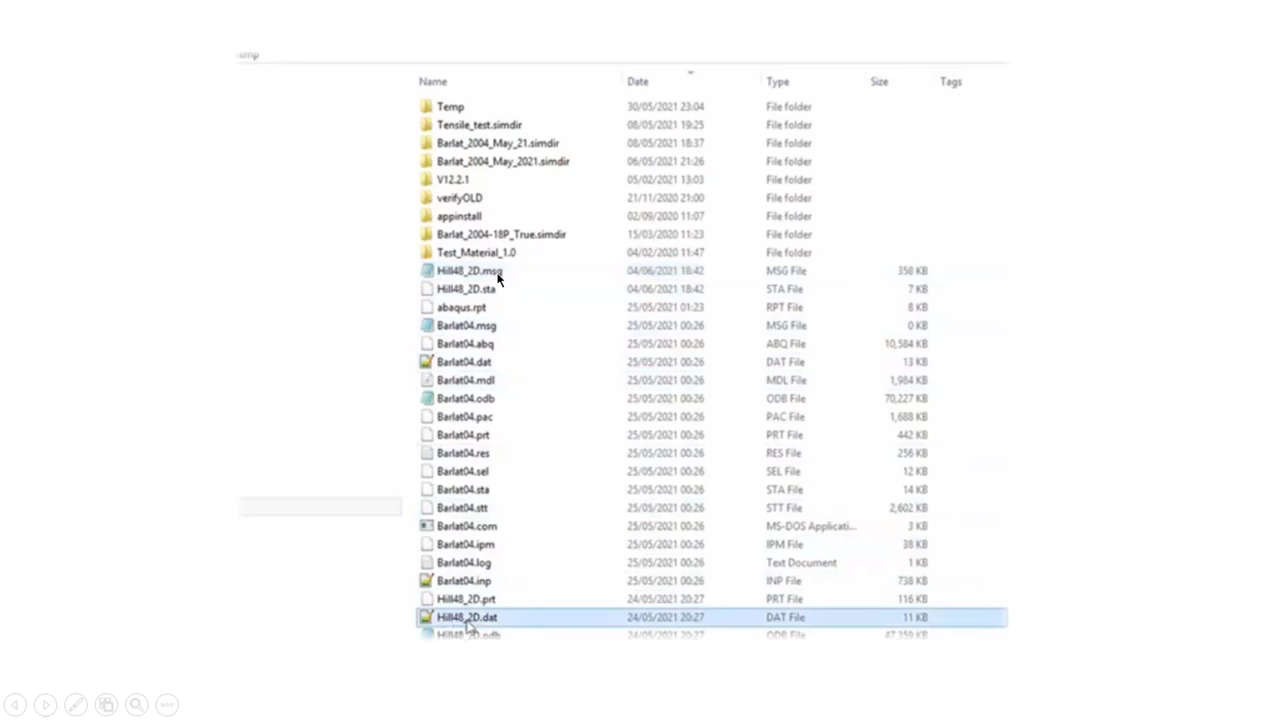 Name Date Type Size Tags
Temp 30/05/2021 23:04 File folder
Tensile_test.simdir 08/05/2021 19:25 File folder
Barlat_2004_May_21.simdir 08/05/2021 18:37 File folder
Barlat_2004_May_2021.simdir 06/05/2021 21:26 File folder
V12.2.1 05/02/2021 13:03 File folder
verifyOLD 21/11/2020 21:00 File folder
appinstall 02/09/2020 11:07 File folder
Barlat_2004-18P_True.simdir 15/03/2020 11:23 File folder
Test_Material_1.0 04/02/2020 11:47 File folder
Hill48_2D.msg 04/06/2021 18:42 MSG File 358 KB
Hill48_2D.sta 04/06/2021 18:42 STA File 7 KB
abaqus.rpt 25/05/2021 01:23 RPT File 8 KB
Barlat04.msg 25/05/2021 00:26 MSG File 0 KB
Barlat04.abq 25/05/2021 00:26 ABQ File 10,584 KB
Barlat04.dat 25/05/2021 00:26 DAT File 13 KB
Barlat04.mdl 25/05/2021 00:26 MDL File 1,984 KB
Barlat04.odb 25/05/2021 00:26 ODB File 70,227 KB
Barlat04.pac 25/05/2021 00:26 PAC File 1,688 KB
Barlat04.prt 25/05/2021 00:26 PRT File 442 KB
Barlat04.res 25/05/2021 00:26 RES File 256 KB
Barlat04.sel 25/05/2021 00:26 SEL File 12 KB
Barlat04.sta 25/05/2021 00:26 STA File 14 KB
Barlat04.stt 25/05/2021 00:26 STT File 2,602 KB
Barlat04.com 25/05/2021 00:26 MS-DOS Applicati... 3 KB
Barlat04.ipm 25/05/2021 00:26 IPM File 38 KB
Barlat04.log 25/05/2021 00:26 Text Document 1 KB
Barlat04.inp 25/05/2021 00:26 INP File 738 KB
Hill48_2D.prt 24/05/2021 20:27 PRT File 116 KB
Hill48_2D.dat 24/05/2021 20:27 DAT File 11 KB
Hill48_2D.odb 24/05/2021 20:27 ODB File 47,359 KB